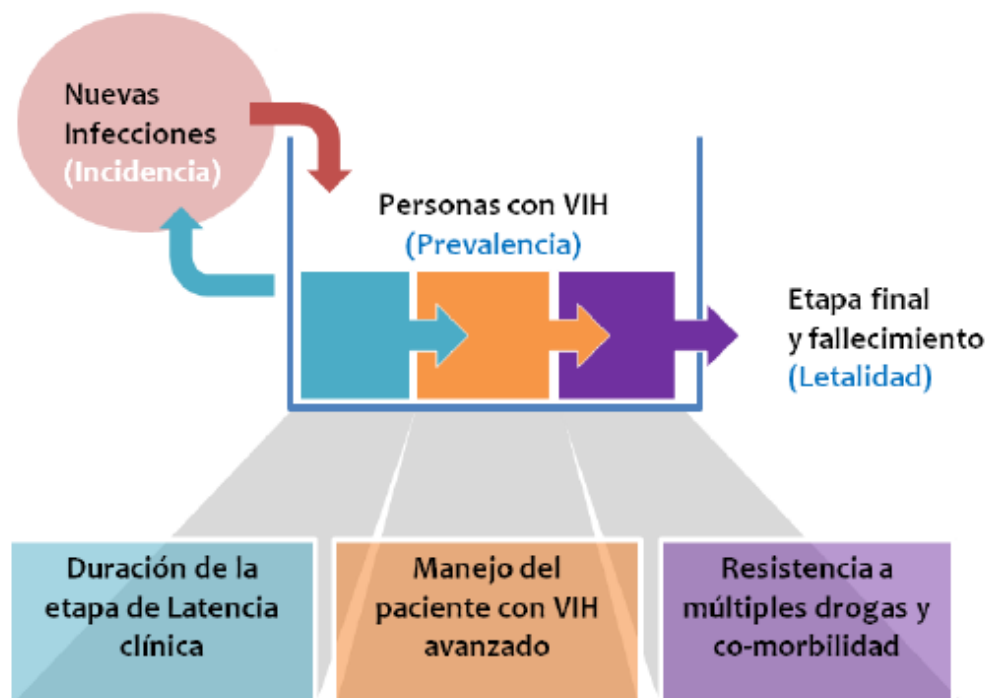 Nuevas
Infecciones
(Incidencia)
Personas con VIH
(Prevalencia)
Etapa final
y fallecimiento
(Letalidad)
Duración de la
etapa de Latencia
clínica
Manejo del
paciente con VIH
avanzado
Resistencia a
múltiples drogas y
co-morbilidad